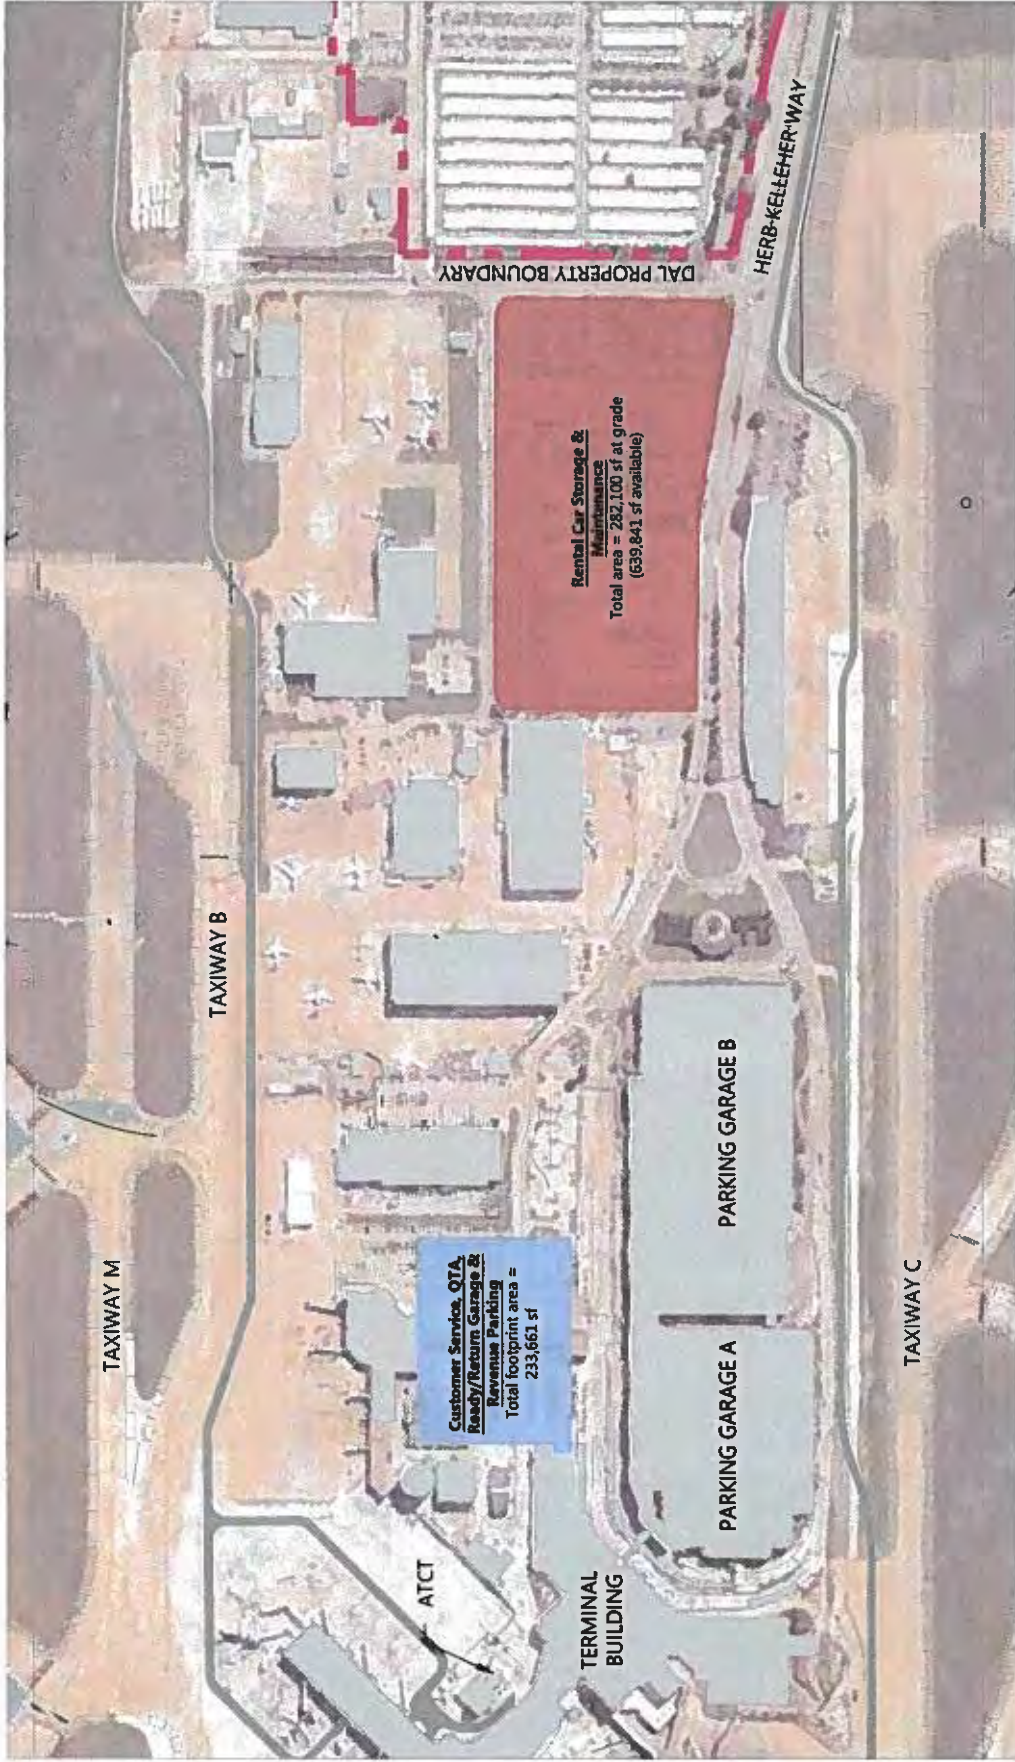 TAXIWAY M
TAXIWAY B
ATCT
TERMINAL
BUILDING
Customer Service, QTA,
Ready/Return Garage &
Revenue Parking
Total footprint area =
233,661 sf
PARKING GARAGE A
PARKING GARAGE B
TAXIWAY C
Rental Car Storage &
Maintenance
Total area = 282,100 sf at grade
(639,841 sf available)
DAL PROPERTY BOUNDARY
HERB KELLEHER WAY